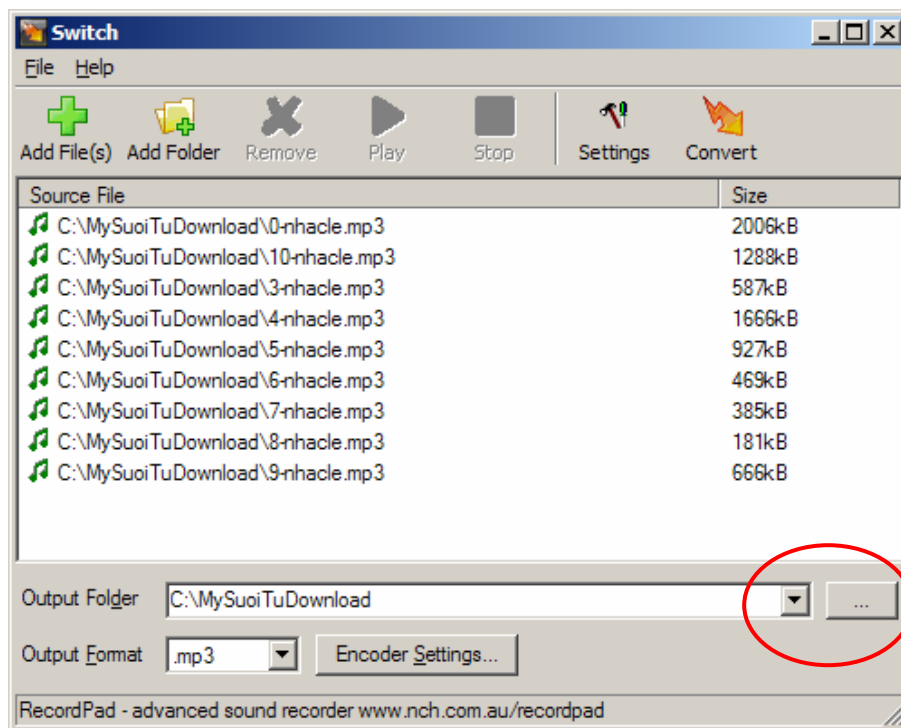 Switch
File Help
Add File(s) Add Folder Remove Play Stop Settings Convert
Source File Size
C:\MySuoiTuDownload\0-nhacle.mp3 2006kB
C:\MySuoiTuDownload\10-nhacle.mp3 1288kB
C:\MySuoiTuDownload\3-nhacle.mp3 587kB
C:\MySuoiTuDownload\4-nhacle.mp3 1666kB
C:\MySuoiTuDownload\5-nhacle.mp3 927kB
C:\MySuoiTuDownload\6-nhacle.mp3 469kB
C:\MySuoiTuDownload\7-nhacle.mp3 385kB
C:\MySuoiTuDownload\8-nhacle.mp3 181kB
C:\MySuoiTuDownload\9-nhacle.mp3 666kB
Output Folder C:\MySuoiTuDownload ...
Output Format .mp3 Encoder Settings...
RecordPad - advanced sound recorder www.nch.com.au/recordpad